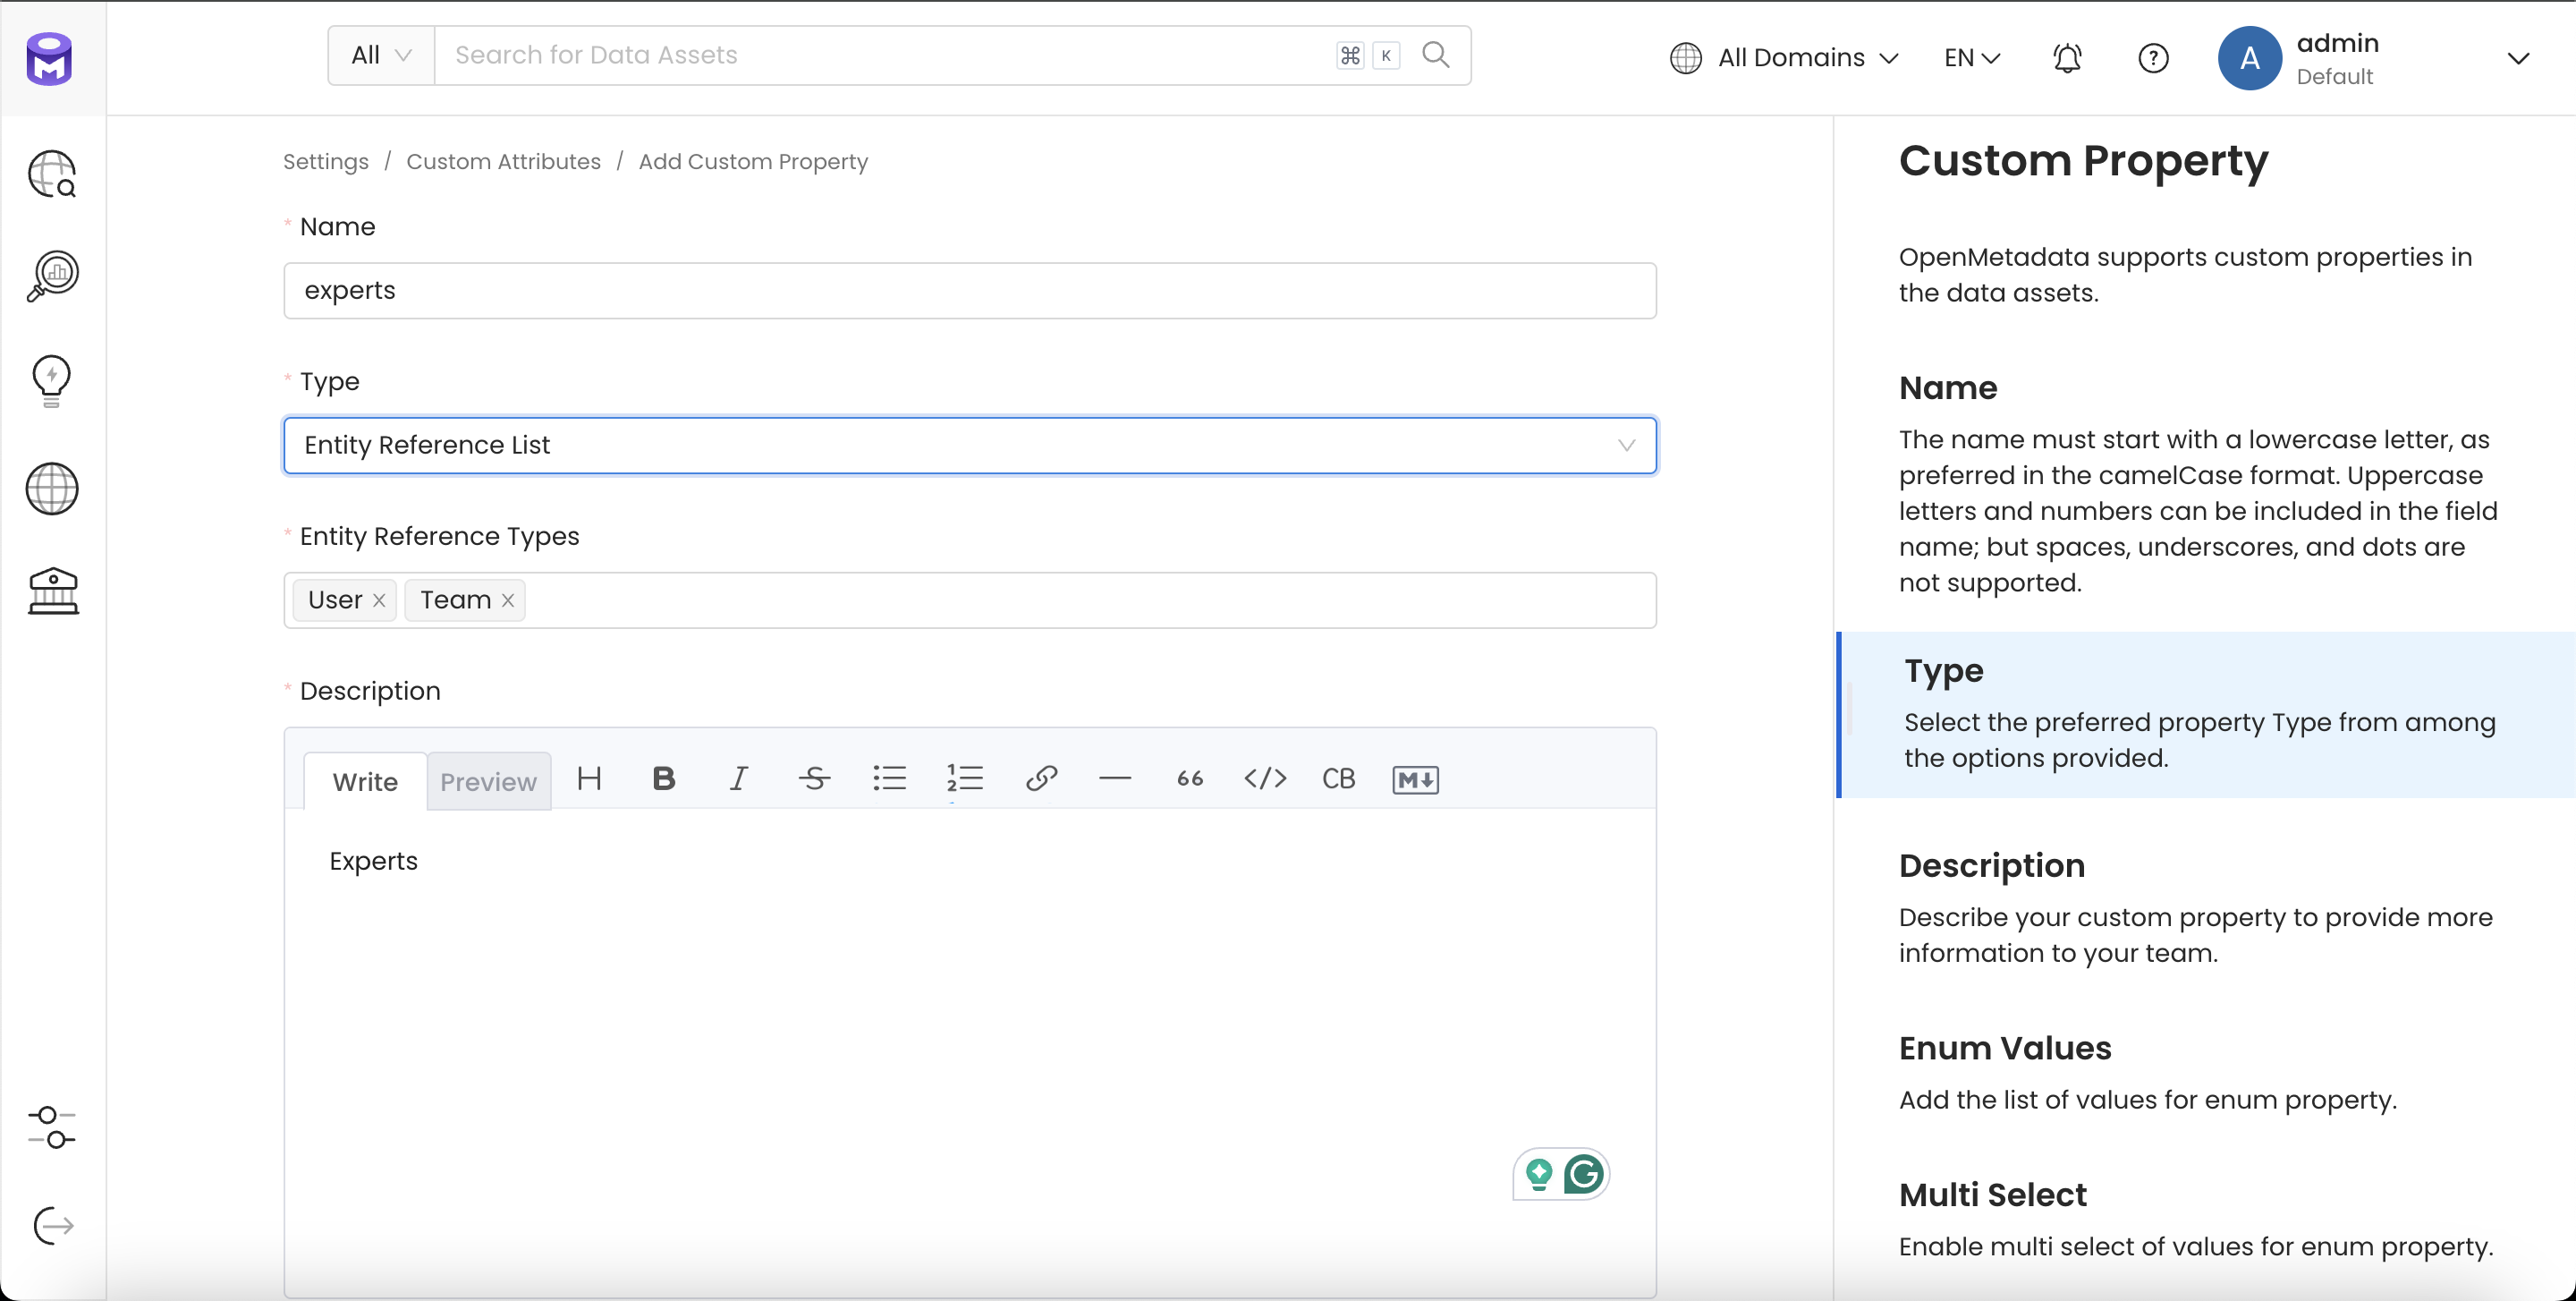 All
Search for Data Assets
⌘ K
All Domains
EN
?
A
admin
Default
Settings / Custom Attributes / Add Custom Property
* Name
experts
* Type
Entity Reference List
* Entity Reference Types
User × Team ×
* Description
Write Preview H B I S 1 2 — 66 </> CB M↓
Experts
G
Custom Property
OpenMetadata supports custom properties in
the data assets.
Name
The name must start with a lowercase letter, as
preferred in the camelCase format. Uppercase
letters and numbers can be included in the field
name; but spaces, underscores, and dots are
not supported.
Type
Select the preferred property Type from among
the options provided.
Description
Describe your custom property to provide more
information to your team.
Enum Values
Add the list of values for enum property.
Multi Select
Enable multi select of values for enum property.